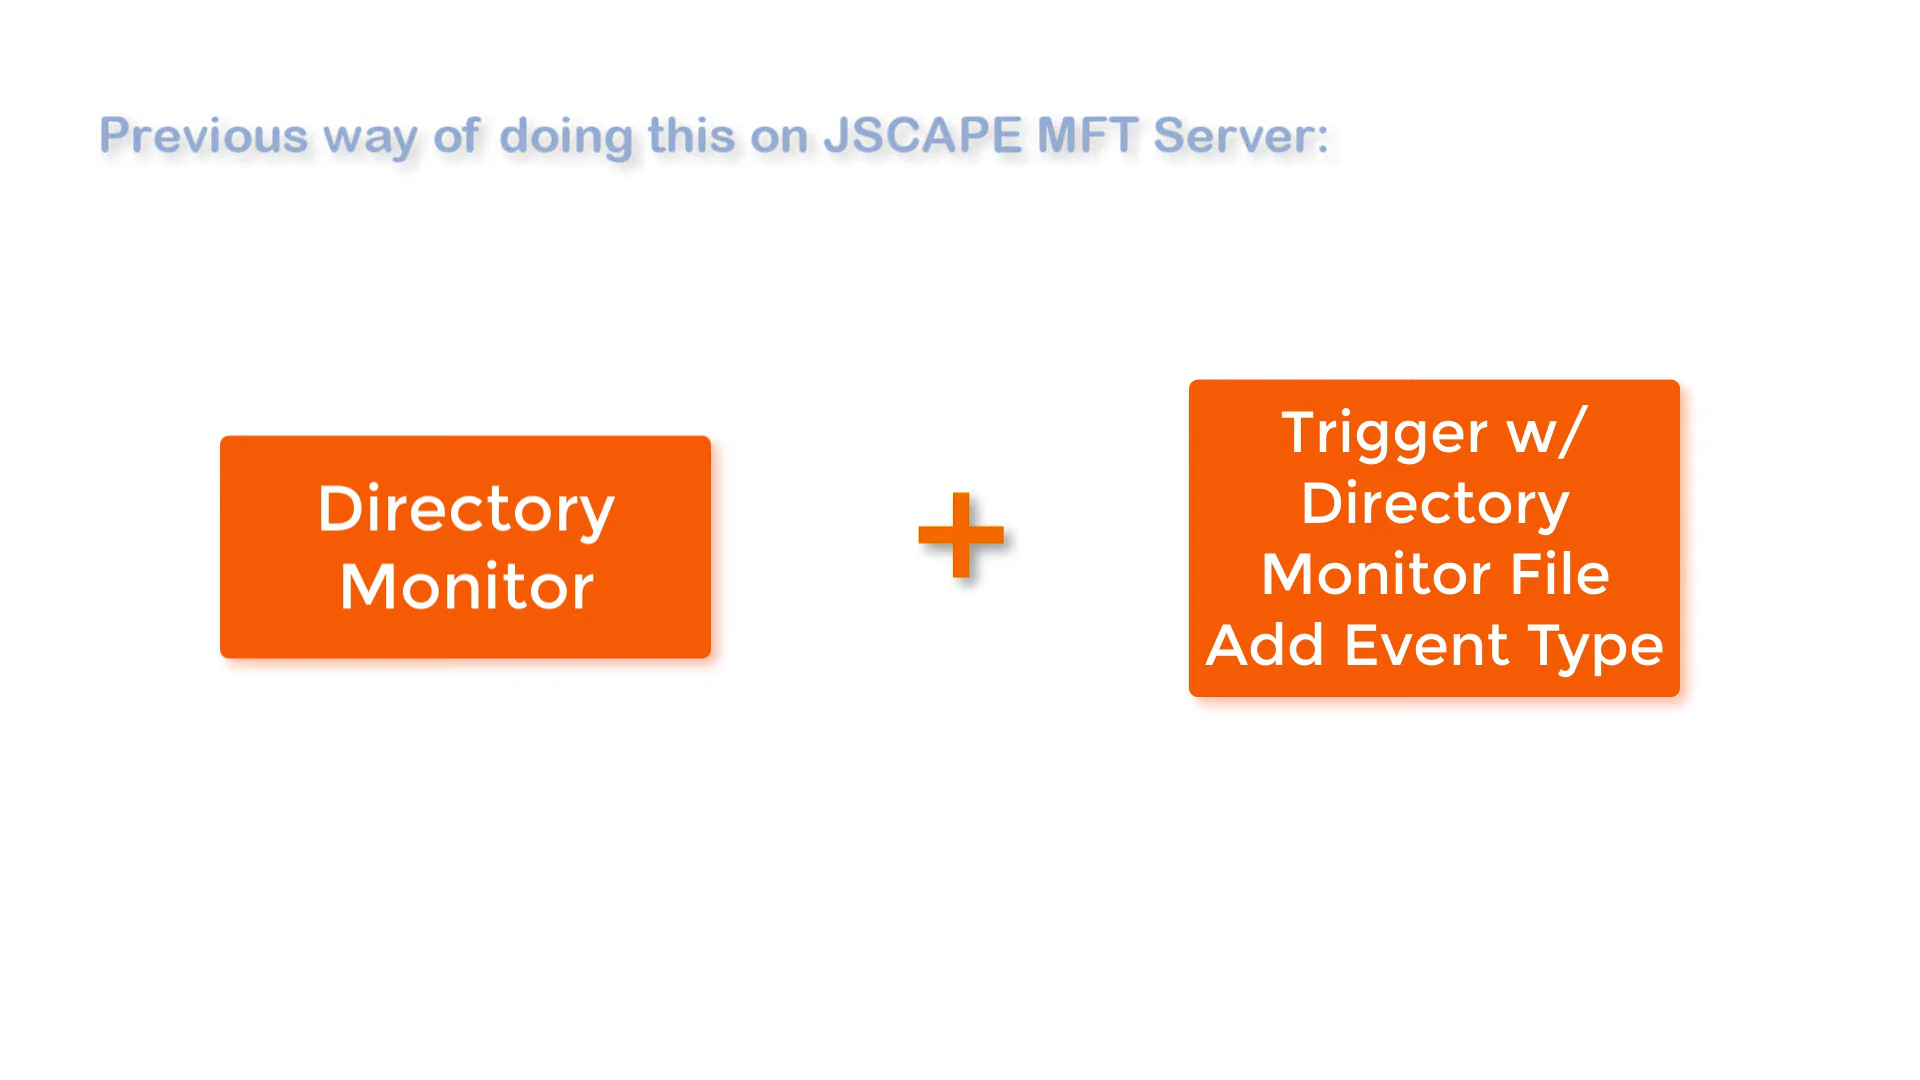 Previous way of doing this on JSCAPE MFT Server:
Directory
Monitor
+
Trigger w/
Directory
Monitor File
Add Event Type